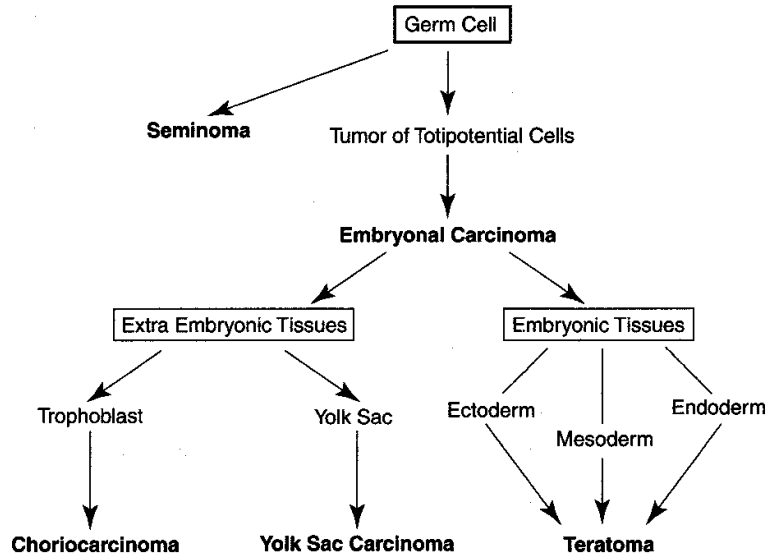 Germ Cell
Seminoma
Tumor of Totipotential Cells
Embryonal Carcinoma
Extra Embryonic Tissues
Embryonic Tissues
Trophoblast
Yolk Sac
Ectoderm
Mesoderm
Endoderm
Choriocarcinoma
Yolk Sac Carcinoma
Teratoma